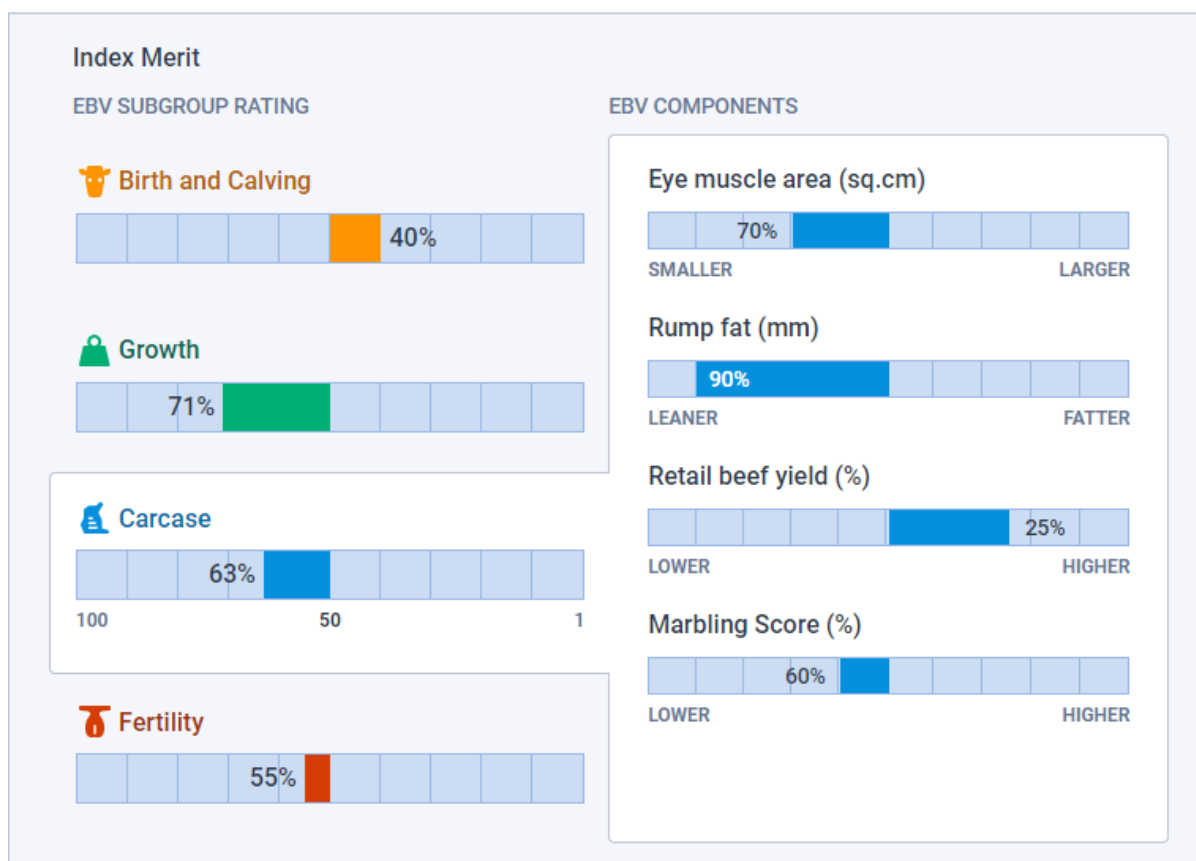 Index Merit
EBV SUBGROUP RATING
Birth and Calving
40%
Growth
71%
Carcase
63%
100 50 1
Fertility
55%
EBV COMPONENTS
Eye muscle area (sq.cm)
70%
SMALLER LARGER
Rump fat (mm)
90%
LEANER FATTER
Retail beef yield (%)
25%
LOWER HIGHER
Marbling Score (%)
60%
LOWER HIGHER